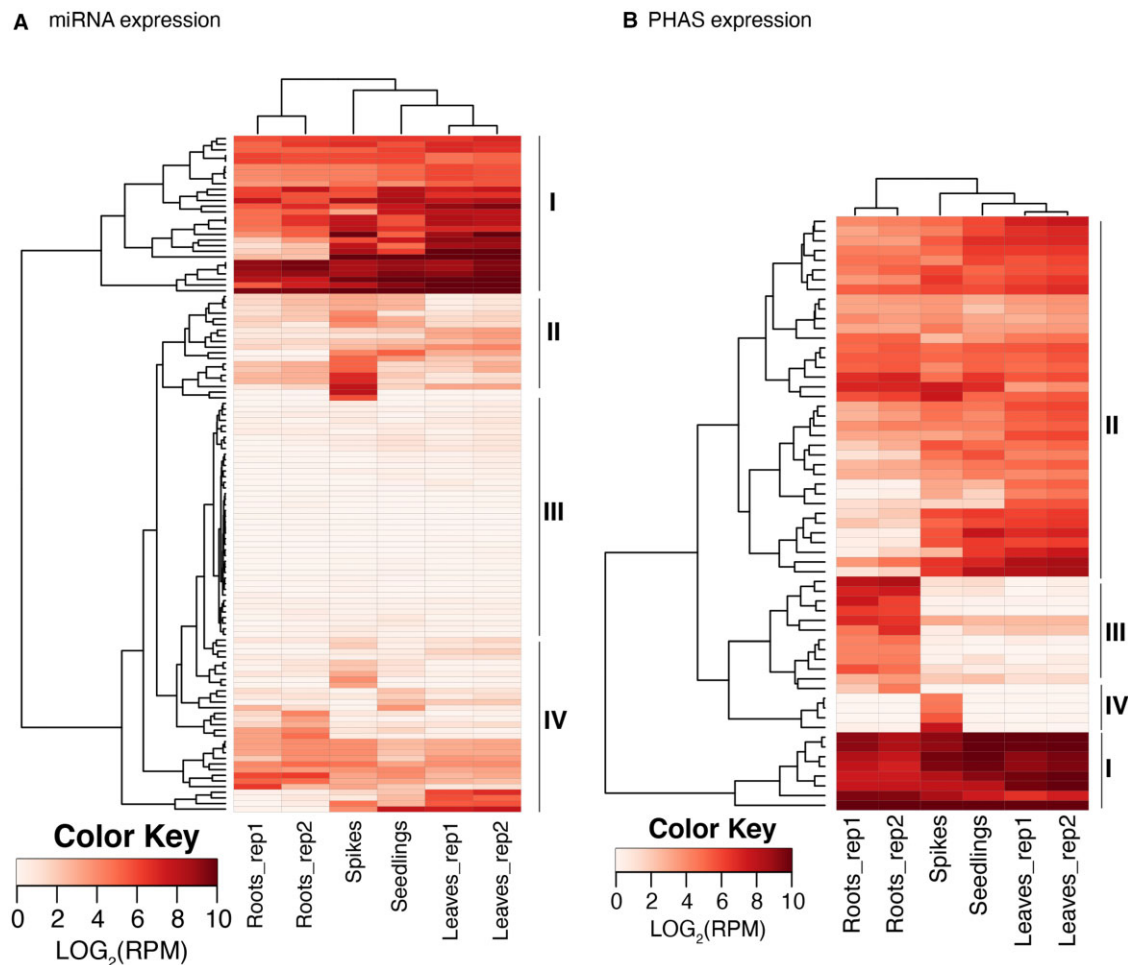 A miRNA expression
B PHAS expression
I
II
III
IV
II
III
IV
I
Roots_rep1
Roots_rep2
Spikes
Seedlings
Leaves_rep1
Leaves_rep2
Color Key
0 2 4 6 8 10
LOG2(RPM)
Roots_rep1
Roots_rep2
Spikes
Seedlings
Leaves_rep1
Leaves_rep2
Color Key
0 2 4 6 8 10
LOG2(RPM)